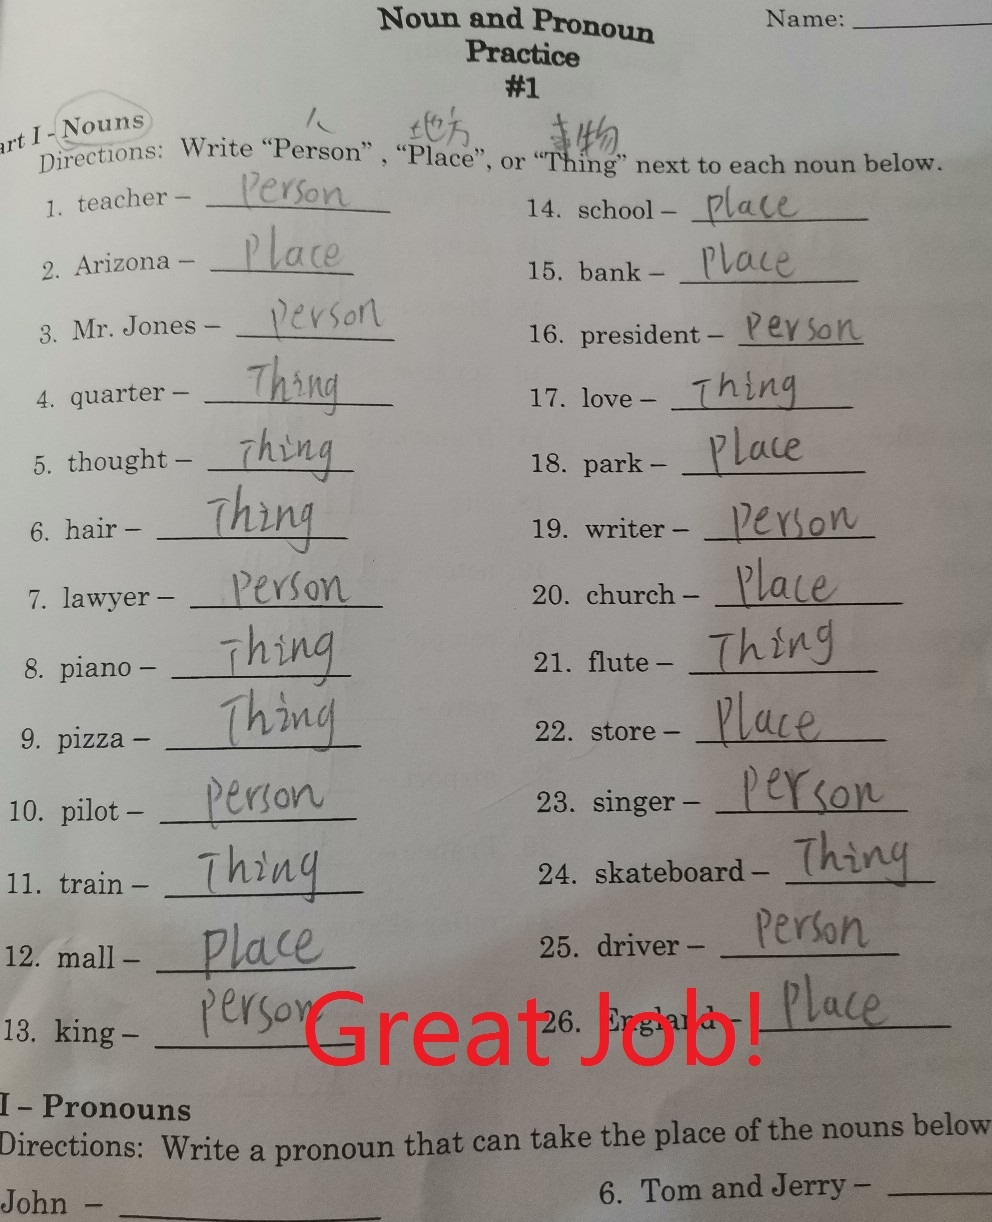 Noun and Pronoun
Practice
#1
Name:
art I - Nouns
人 地方 事物
Directions: Write “Person” , “Place”, or “Thing” next to each noun below.
1. teacher – Person
2. Arizona – Place
3. Mr. Jones – Person
4. quarter – Thing
5. thought – Thing
6. hair – Thing
7. lawyer – Person
8. piano – Thing
9. pizza – Thing
10. pilot – Person
11. train – Thing
12. mall – Place
13. king – Person
14. school – Place
15. bank – Place
16. president – Person
17. love – Thing
18. park – Place
19. writer – Person
20. church – Place
21. flute – Thing
22. store – Place
23. singer – Person
24. skateboard – Thing
25. driver – Person
26. England – Place
Great Job!
I – Pronouns
Directions: Write a pronoun that can take the place of the nouns below
John –
6. Tom and Jerry –